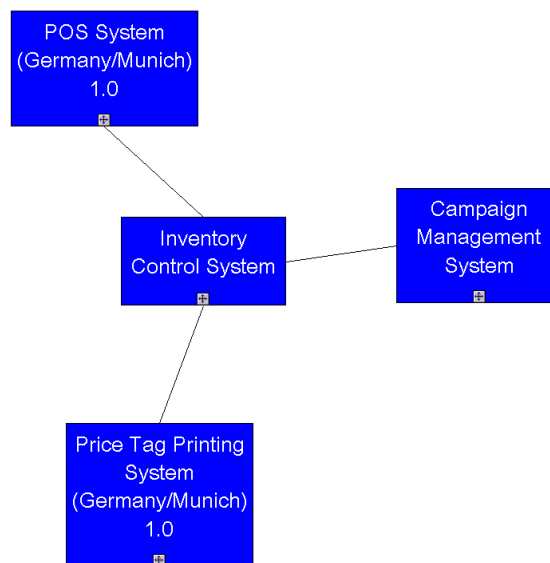 POS System
(Germany/Munich)
1.0
Inventory
Control System
Campaign
Management
System
Price Tag Printing
System
(Germany/Munich)
1.0